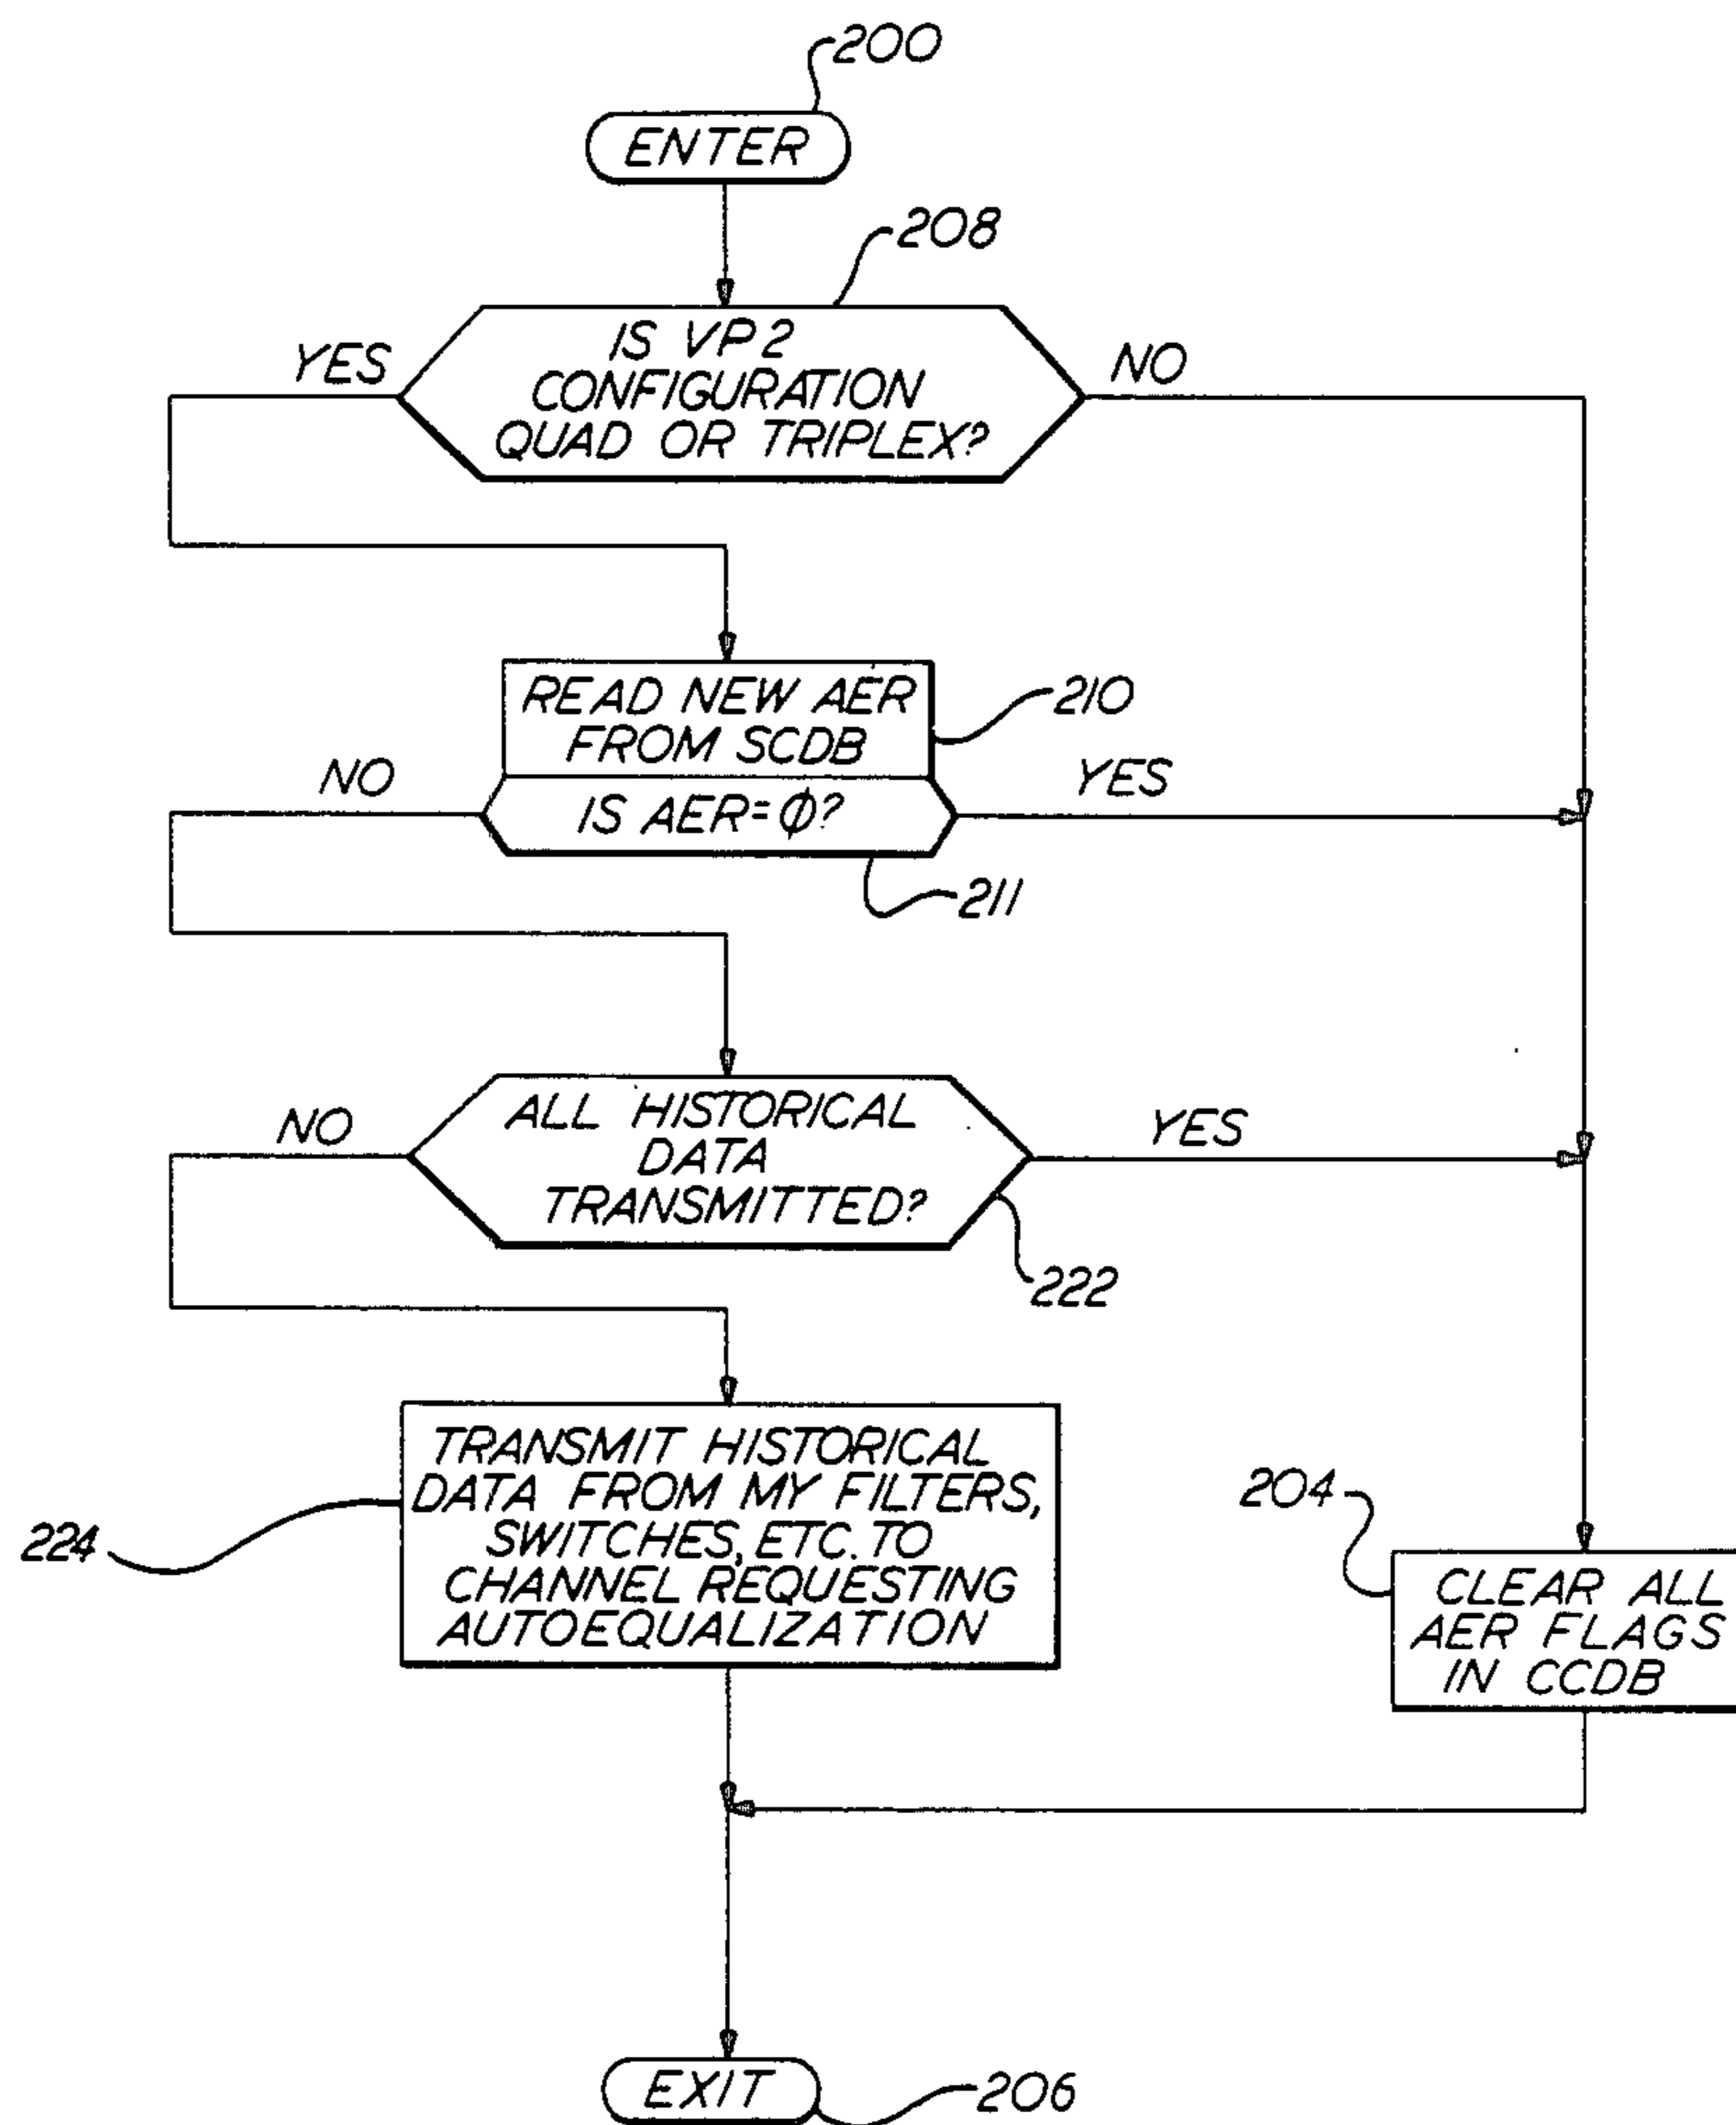 200
ENTER
208
YES
IS VP2
CONFIGURATION
QUAD OR TRIPLEX?
NO
READ NEW AER
FROM SCDB
210
NO
IS AER=Ø?
YES
211
NO
ALL HISTORICAL
DATA
TRANSMITTED?
YES
222
TRANSMIT HISTORICAL
DATA FROM MY FILTERS,
SWITCHES, ETC. TO
CHANNEL REQUESTING
AUTOEQUALIZATION
224
204
CLEAR ALL
AER FLAGS
IN CCDB
EXIT
206